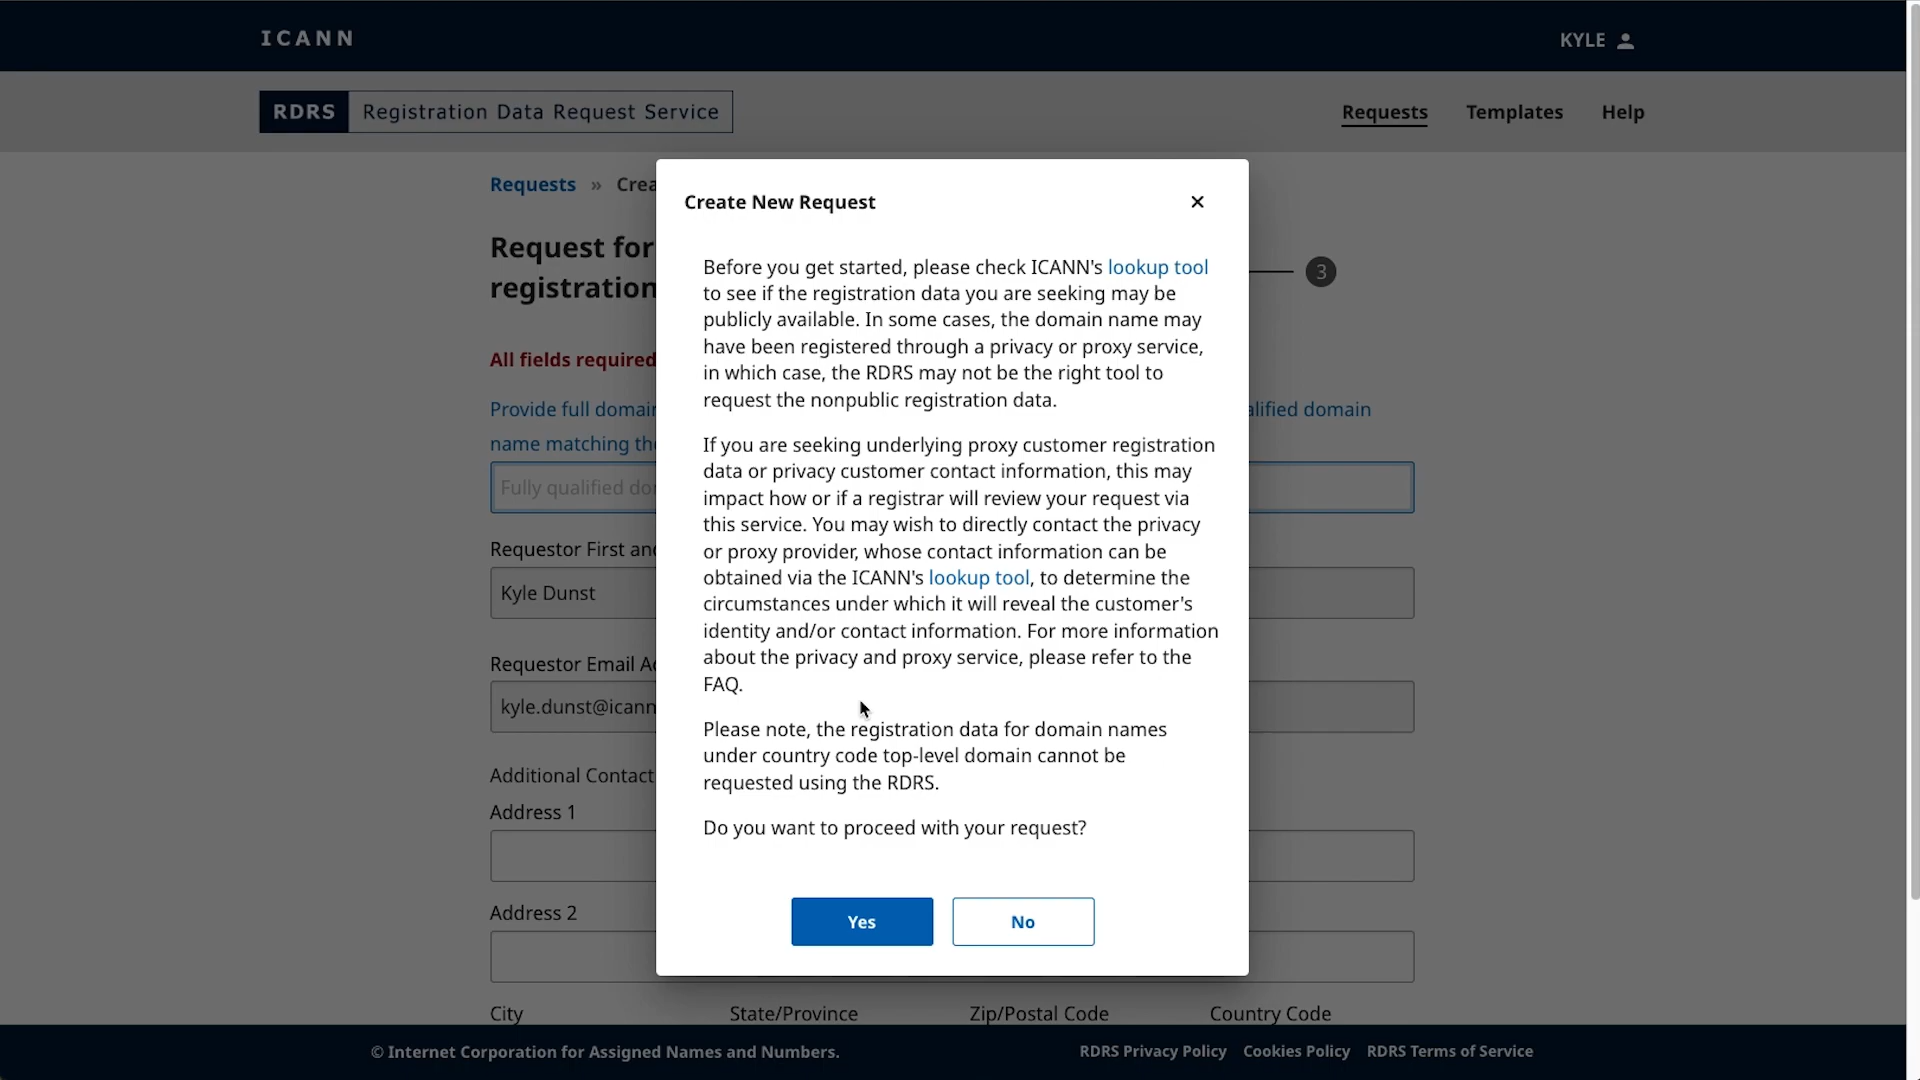 ICANN
KYLE
RDRS Registration Data Request Service
Requests Templates Help
Requests » Crea
Create New Request
Request for
registration
3
Before you get started, please check ICANN's lookup tool
to see if the registration data you are seeking may be
publicly available. In some cases, the domain name may
have been registered through a privacy or proxy service,
in which case, the RDRS may not be the right tool to
request the nonpublic registration data.
All fields required
Provide full domain
alified domain
name matching the
Fully qualified do
If you are seeking underlying proxy customer registration
data or privacy customer contact information, this may
impact how or if a registrar will review your request via
this service. You may wish to directly contact the privacy
or proxy provider, whose contact information can be
obtained via the ICANN's lookup tool, to determine the
circumstances under which it will reveal the customer's
identity and/or contact information. For more information
about the privacy and proxy service, please refer to the
FAQ.
Requestor First and
Kyle Dunst
Requestor Email A
kyle.dunst@icann
Please note, the registration data for domain names
under country code top-level domain cannot be
requested using the RDRS.
Do you want to proceed with your request?
Additional Contact
Address 1
Yes No
Address 2
City State/Province Zip/Postal Code Country Code
© Internet Corporation for Assigned Names and Numbers.
RDRS Privacy Policy Cookies Policy RDRS Terms of Service